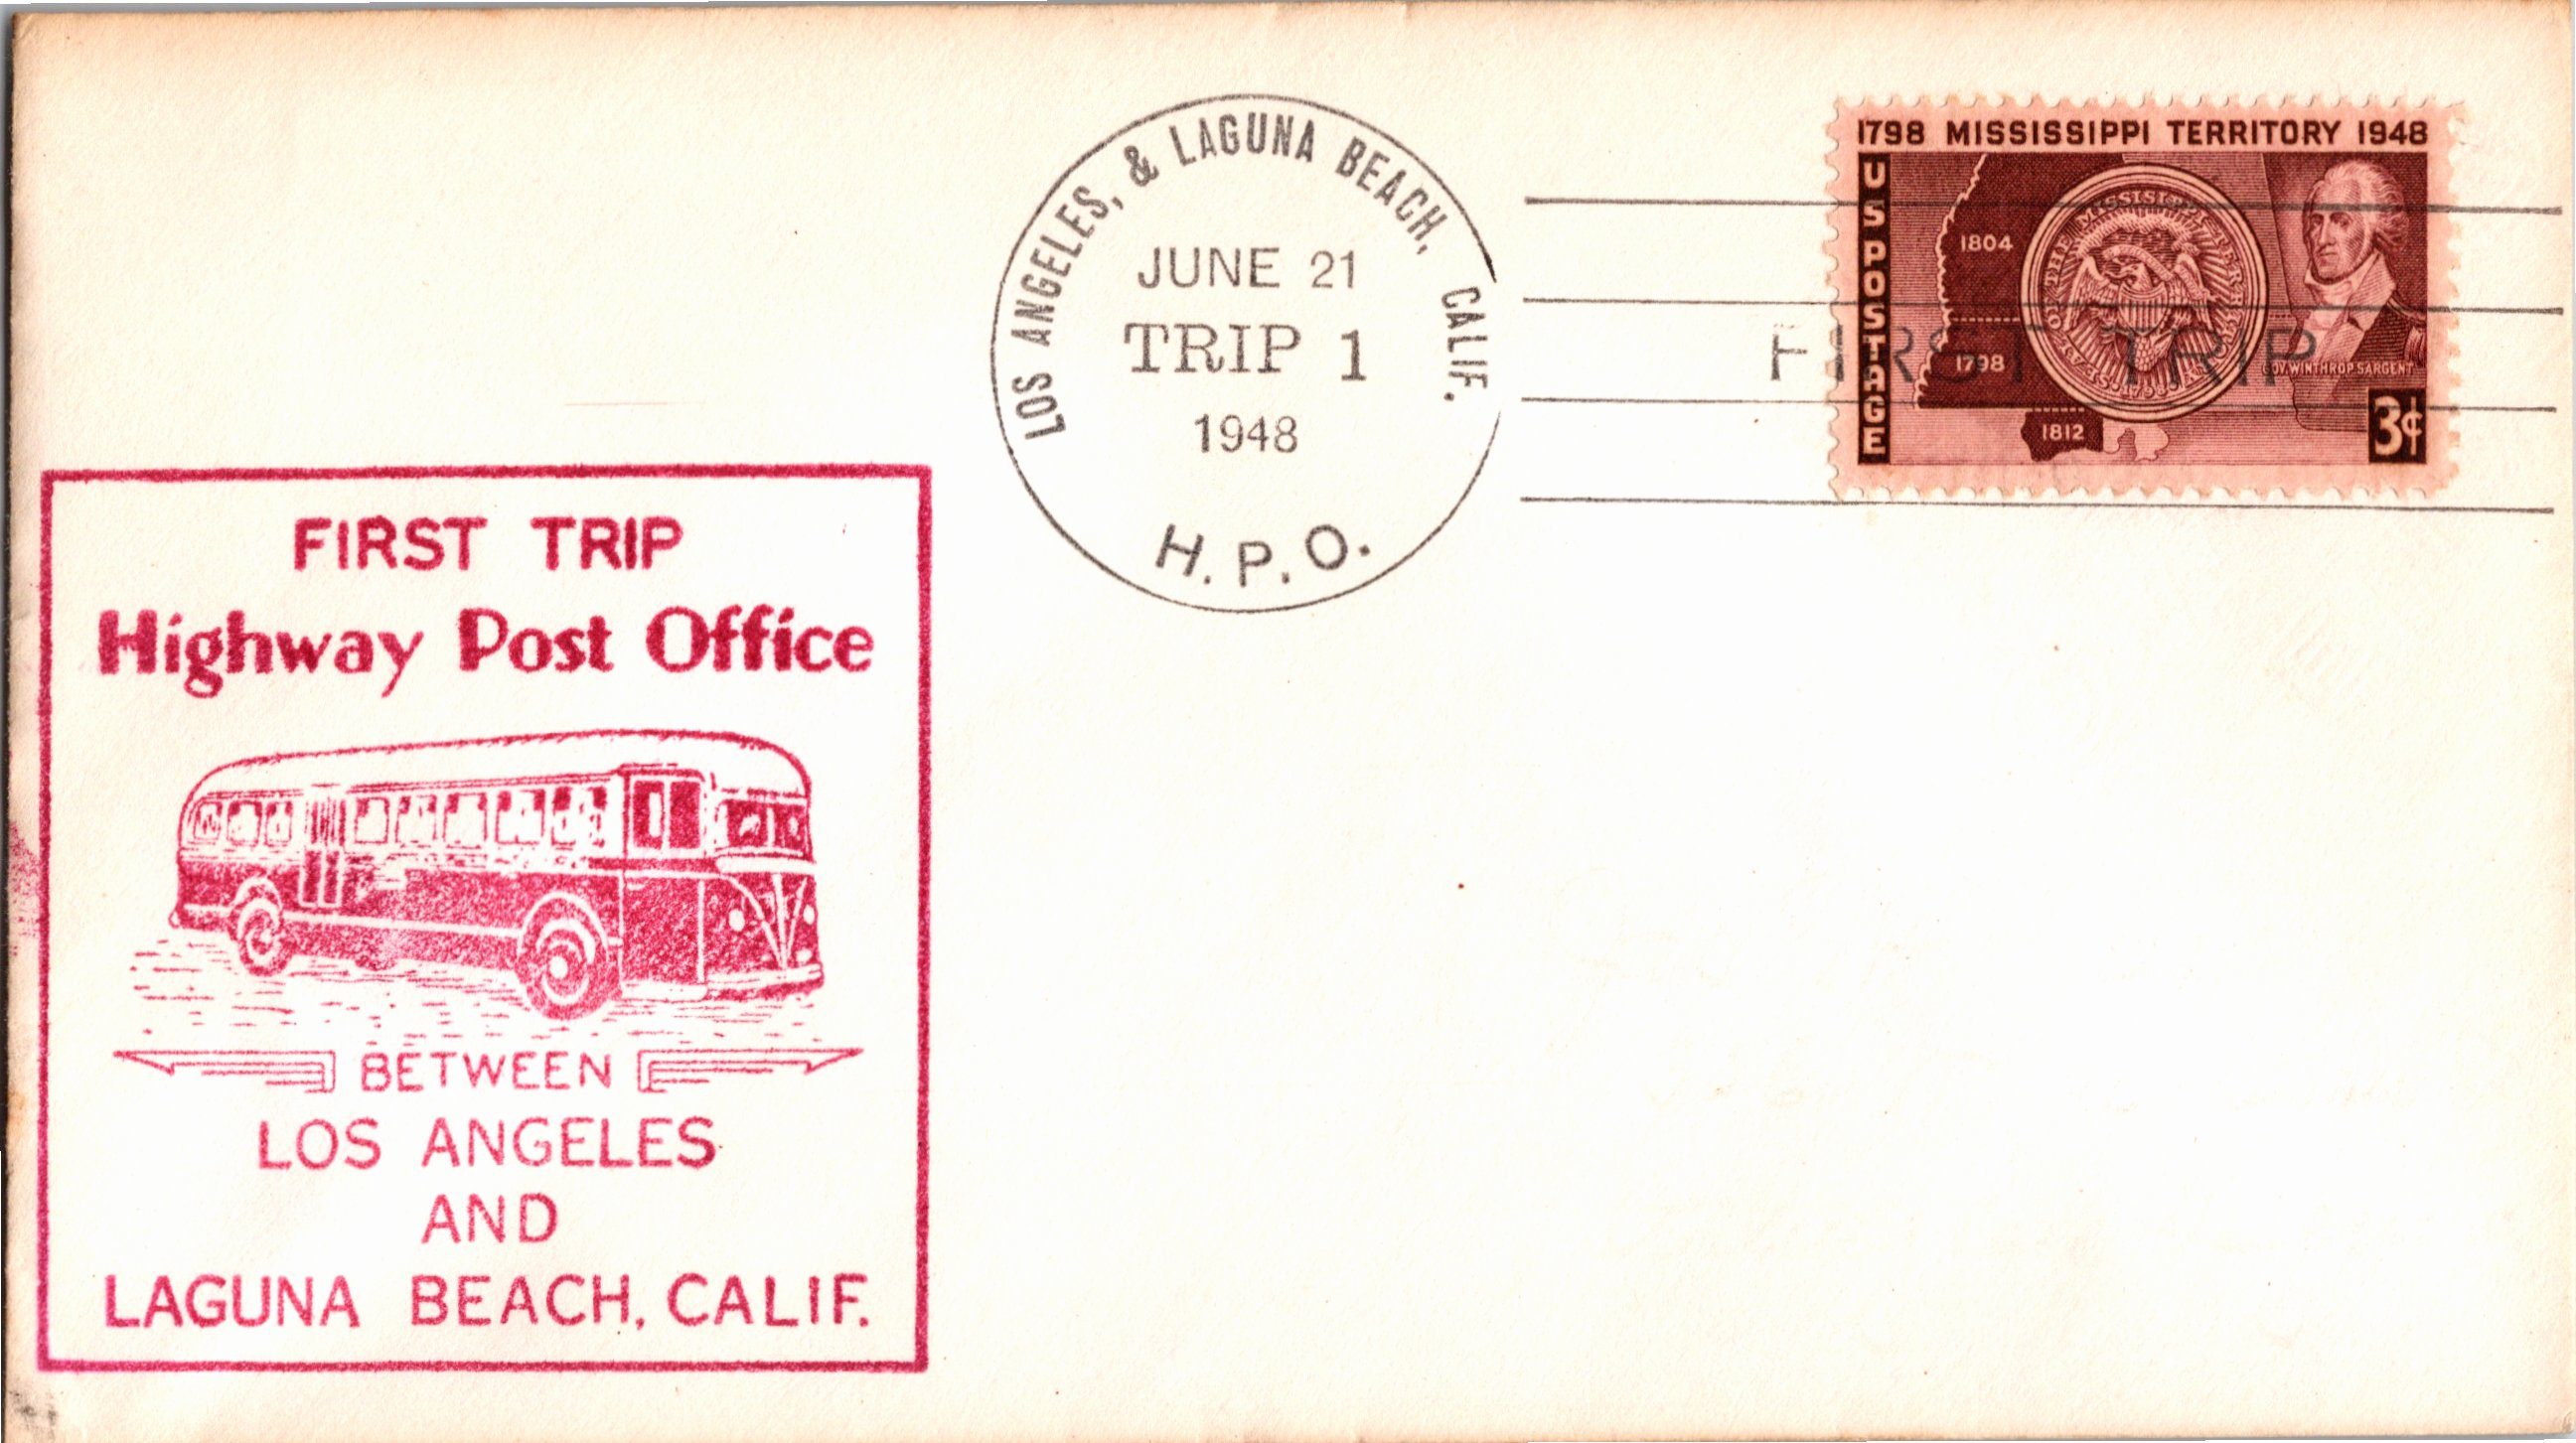 LOS ANGELES, & LAGUNA BEACH, CALIF.
JUNE 21
TRIP 1
1948
H.P.O.
FIRST TRIP
1798 MISSISSIPPI TERRITORY 1948
US POSTAGE
1804
1798
1812
GOV. WINTHROP SARGENT
3¢
FIRST TRIP
Highway Post Office
BETWEEN
LOS ANGELES
AND
LAGUNA BEACH, CALIF.